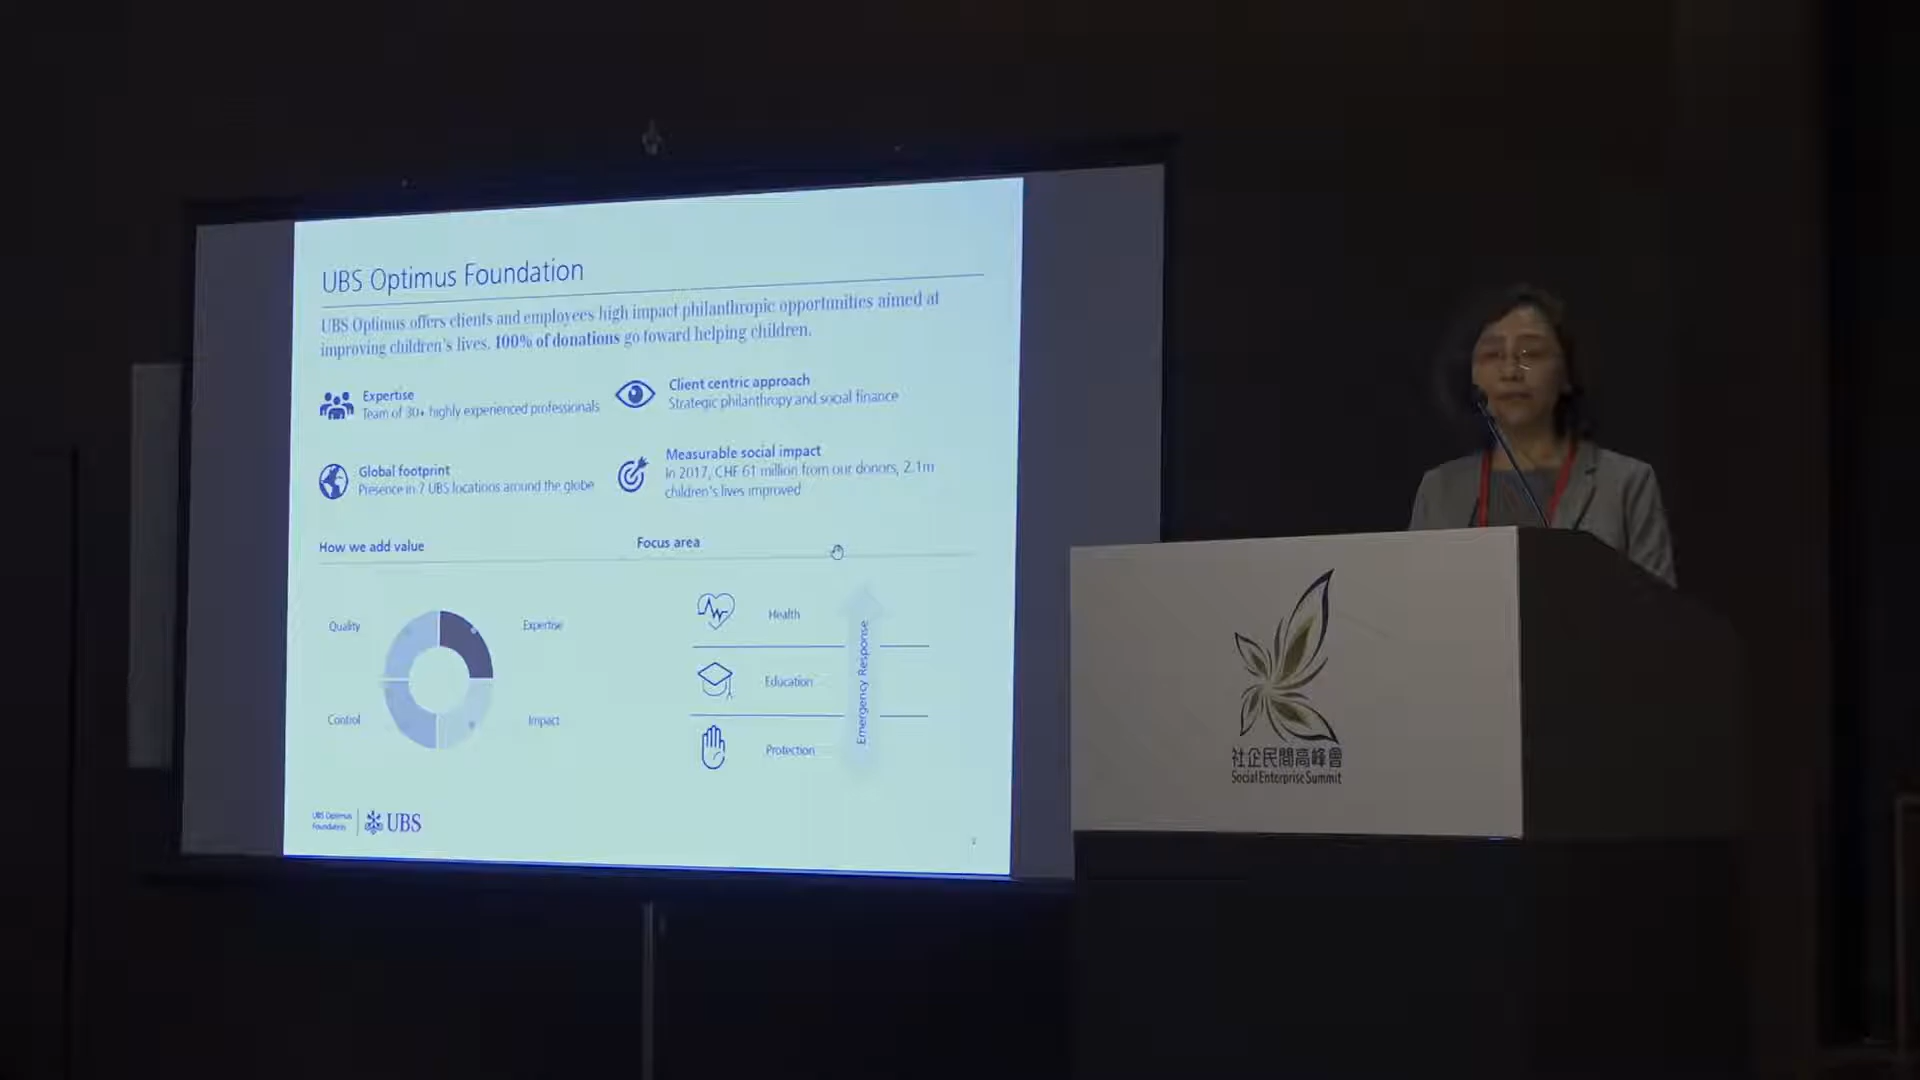 UBS Optimus Foundation
UBS Optimus offers clients and employees high impact philanthropic opportunities aimed at
improving children's lives. 100% of donations go toward helping children.
Expertise
Team of 30+ highly experienced professionals
Client centric approach
Strategic philanthropy and social finance
Global footprint
Presence in 7 UBS locations around the globe
Measurable social impact
In 2017, CHF 61 million from our donors, 2.1m
children's lives improved
How we add value
Quality
Expertise
Control
Impact
Focus area
Health
Education
Protection
Emergency Response
UBS Optimus
Foundation
UBS
2
社企民間高峰會
Social Enterprise Summit